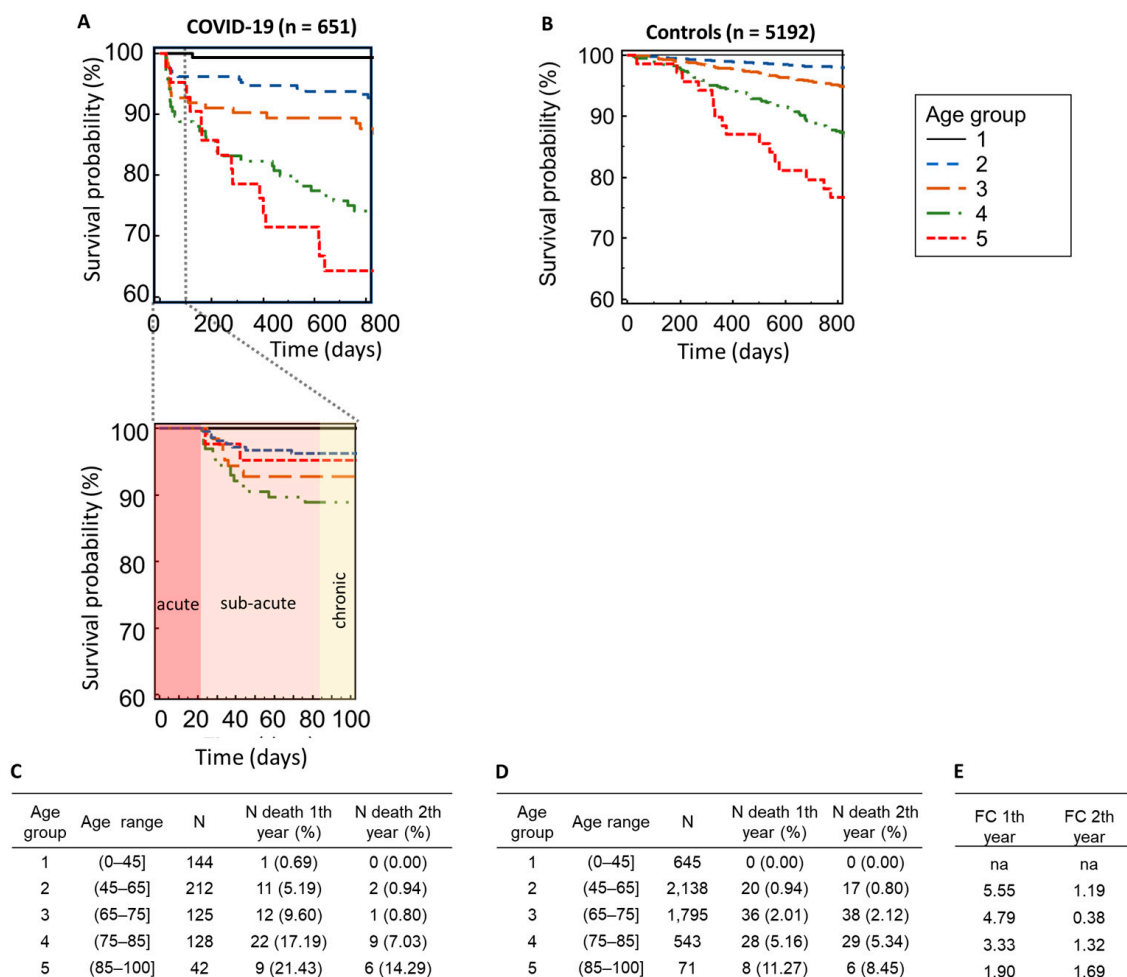 A
COVID-19 (n = 651)
Survival probability (%)
100
90
80
70
60
0 200 400 600 800
Time (days)
B
Controls (n = 5192)
Survival probability (%)
100
90
80
70
60
0 200 400 600 800
Time (days)
Age group
1
2
3
4
5
Survival probability (%)
100
90
80
70
60
acute sub-acute chronic
0 20 40 60 80 100
Time (days)
C
Age group Age range N N death 1th year (%) N death 2th year (%)
1 (0–45] 144 1 (0.69) 0 (0.00)
2 (45–65] 212 11 (5.19) 2 (0.94)
3 (65–75] 125 12 (9.60) 1 (0.80)
4 (75–85] 128 22 (17.19) 9 (7.03)
5 (85–100] 42 9 (21.43) 6 (14.29)
D
Age group Age range N N death 1th year (%) N death 2th year (%)
1 (0–45] 645 0 (0.00) 0 (0.00)
2 (45–65] 2,138 20 (0.94) 17 (0.80)
3 (65–75] 1,795 36 (2.01) 38 (2.12)
4 (75–85] 543 28 (5.16) 29 (5.34)
5 (85–100] 71 8 (11.27) 6 (8.45)
E
FC 1th year FC 2th year
na na
5.55 1.19
4.79 0.38
3.33 1.32
1.90 1.69